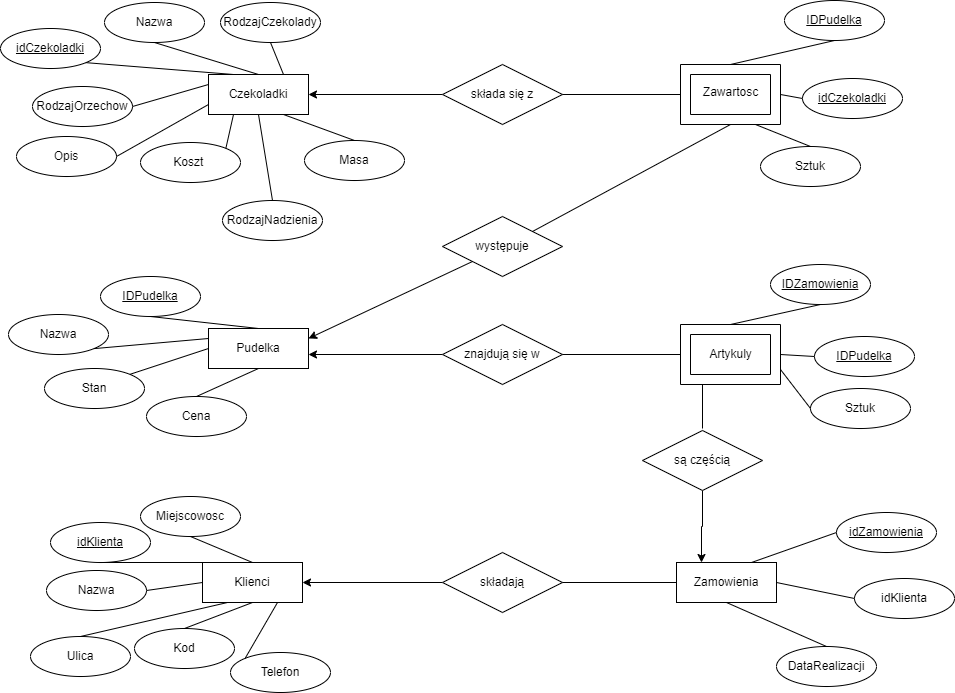 Nazwa
RodzajCzekolady
IDPudelka
idCzekoladki
Czekoladki
składa się z
Zawartosc
idCzekoladki
RodzajOrzechow
Opis
Koszt
Masa
Sztuk
RodzajNadzienia
występuje
IDPudelka
IDZamowienia
Nazwa
Pudelka
znajdują się w
Artykuly
IDPudelka
Stan
Cena
Sztuk
są częścią
Miejscowosc
idKlienta
idZamowienia
Nazwa
Klienci
składają
Zamowienia
idKlienta
Ulica
Kod
Telefon
DataRealizacji